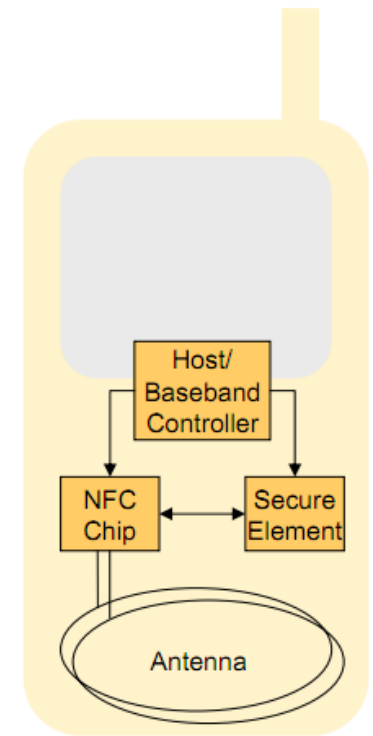 Host/
Baseband
Controller
NFC
Chip
Secure
Element
Antenna